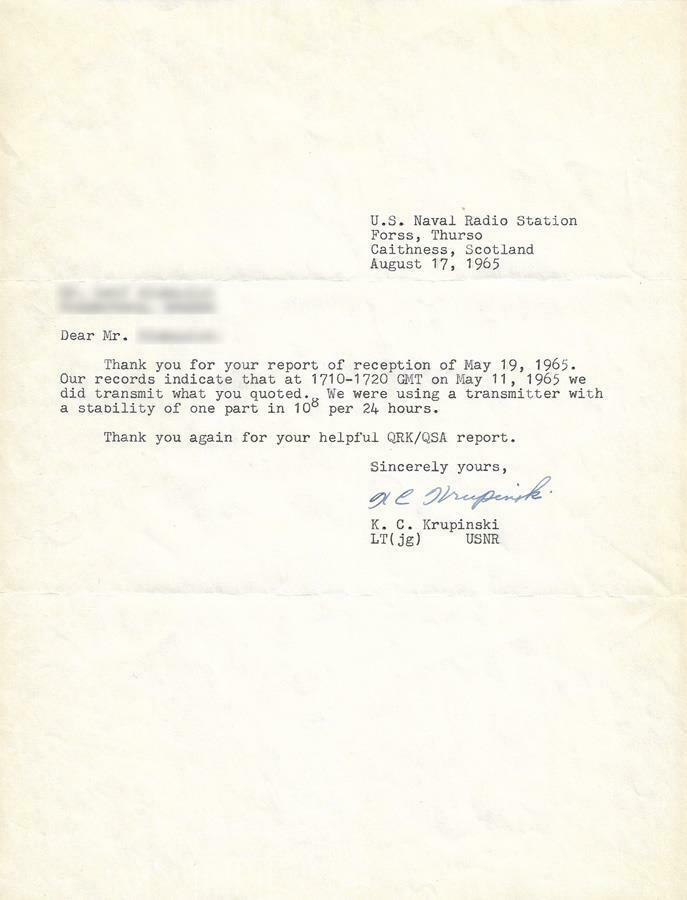 U.S. Naval Radio Station
Forss, Thurso
Caithness, Scotland
August 17, 1965
Dear Mr.
Thank you for your report of reception of May 19, 1965.
Our records indicate that at 1710-1720 GMT on May 11, 1965 we
did transmit what you quoted. We were using a transmitter with
a stability of one part in 10⁸ per 24 hours.
Thank you again for your helpful QRK/QSA report.
Sincerely yours,
K C Krupinski
K. C. Krupinski
LT(jg) USNR